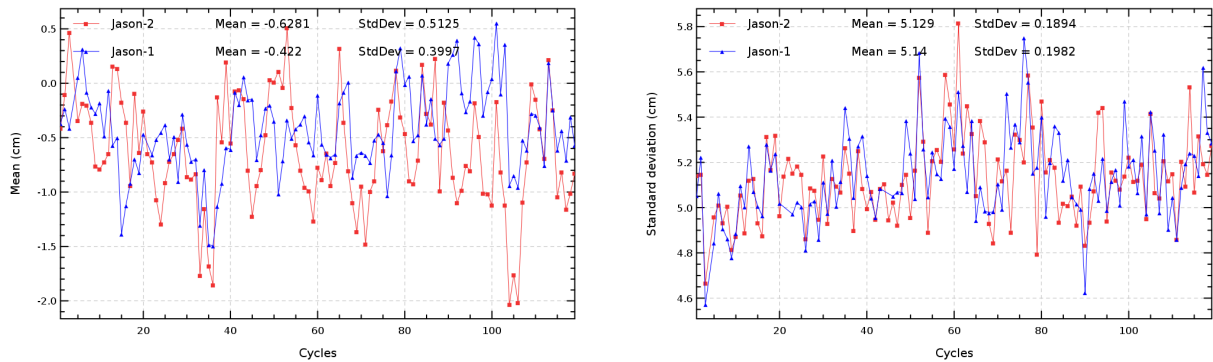 Jason-2 Mean = -0.6281 StdDev = 0.5125
Jason-1 Mean = -0.422 StdDev = 0.3997
0.5
0.0
-0.5
-1.0
-1.5
-2.0
Mean (cm)
20 40 60 80 100
Cycles
Jason-2 Mean = 5.129 StdDev = 0.1894
Jason-1 Mean = 5.14 StdDev = 0.1982
5.8
5.6
5.4
5.2
5.0
4.8
4.6
Standard deviation (cm)
20 40 60 80 100
Cycles